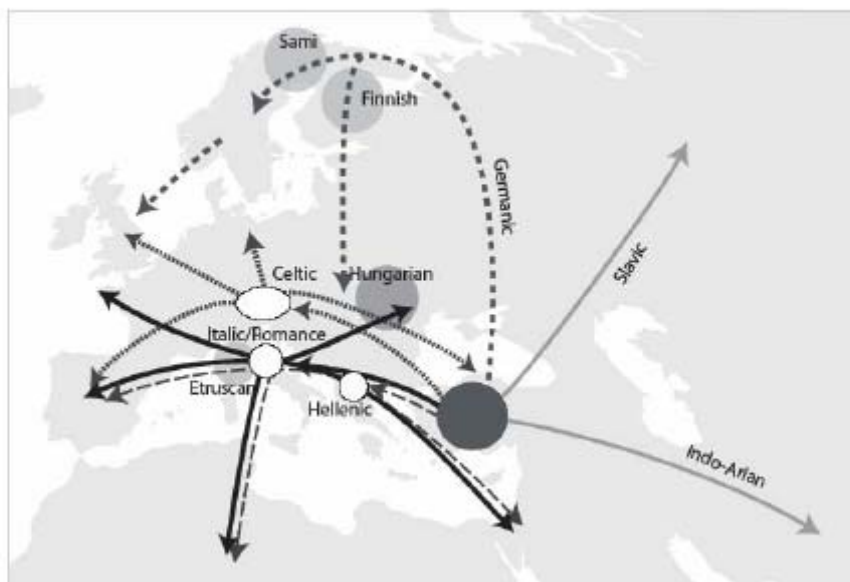 Sami
Finnish
Germanic
Slavic
Celtic
Hungarian
Italic/Romance
Etruscan
Hellenic
Indo-Arian